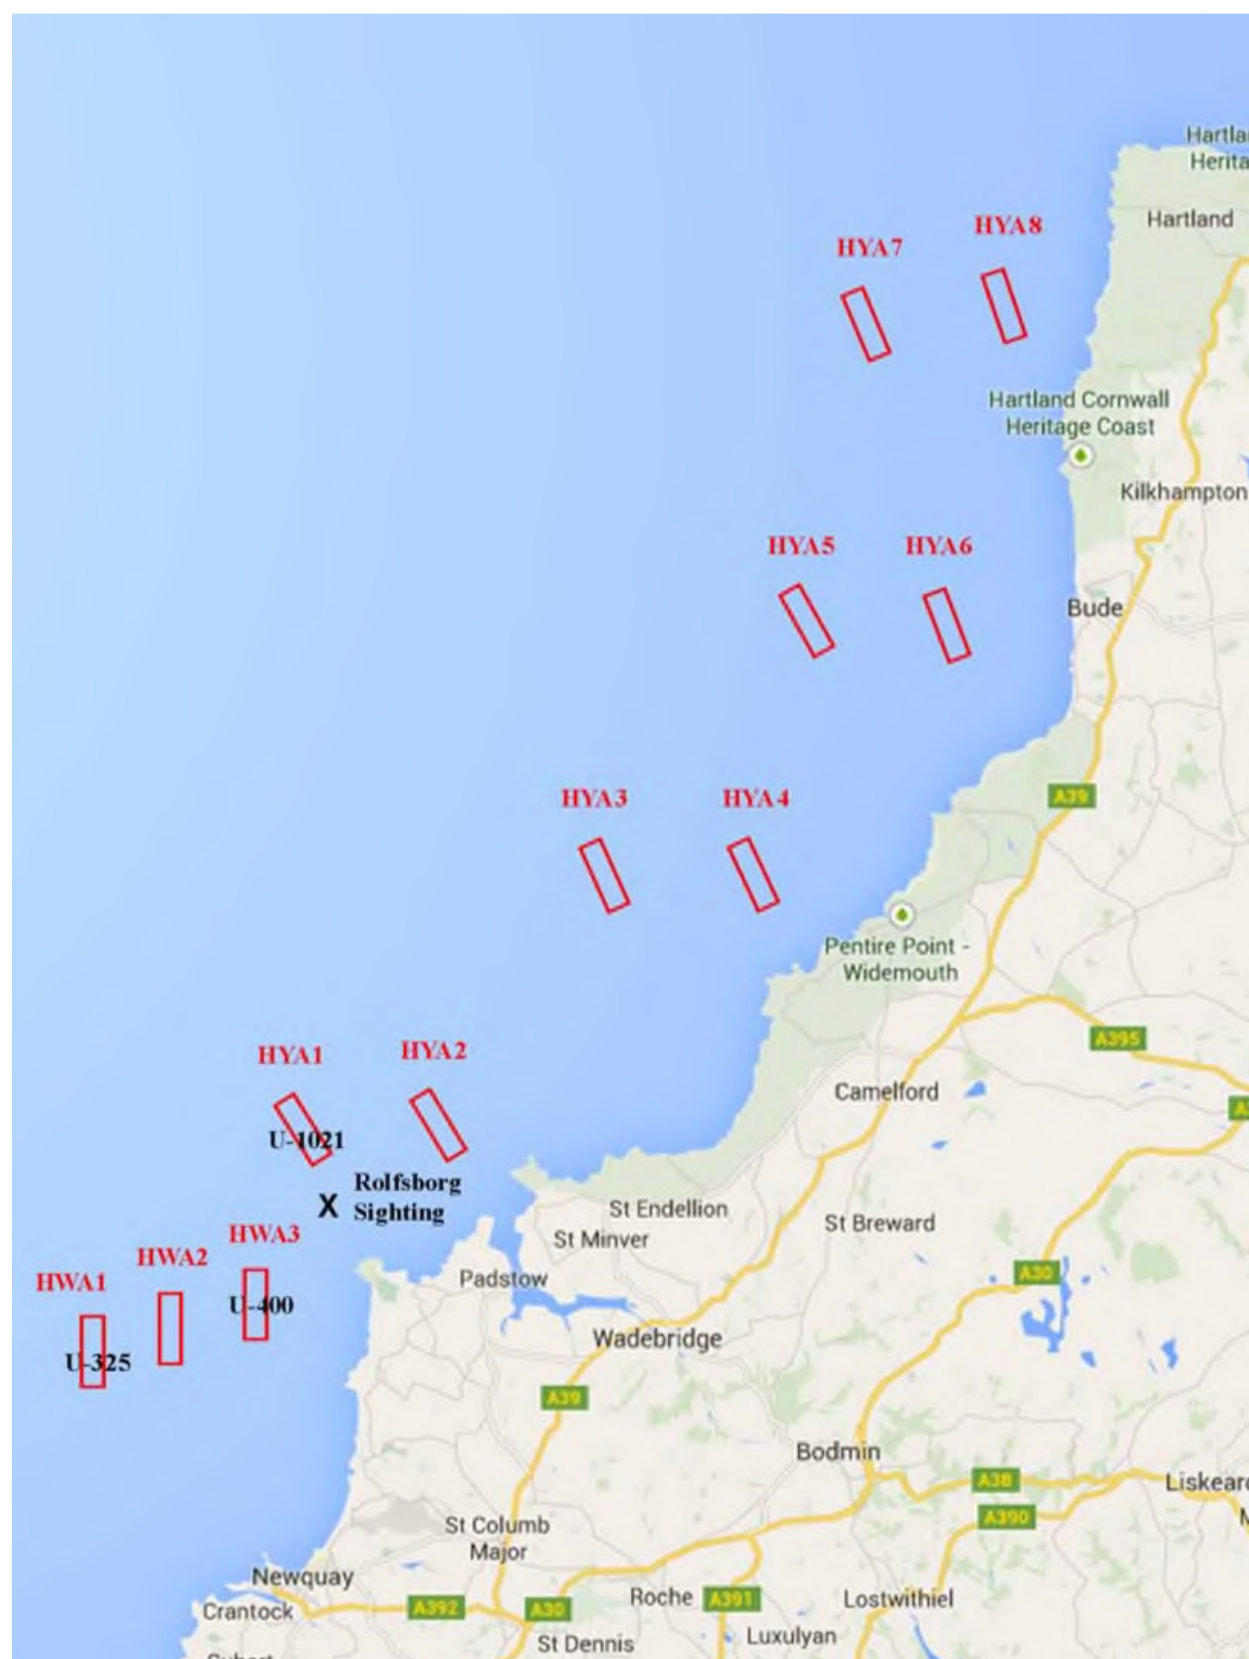 Hartla
Herita
Hartland
HYA8
HYA7
Hartland Cornwall
Heritage Coast
Kilkhampton
HYA5
HYA6
Bude
HYA3
HYA4
A39
Pentire Point -
Widemouth
A395
HYA1
HYA2
Camelford
U-1021
Rolfsborg
Sighting
X
St Endellion
St Breward
St Minver
HWA3
HWA2
HWA1
Padstow
A30
U-400
Wadebridge
U-325
A39
Bodmin
A38
Liskeard
A390
St Columb
Major
Newquay
Roche
A391
Lostwithiel
Crantock
A392
A30
St Dennis
Luxulyan